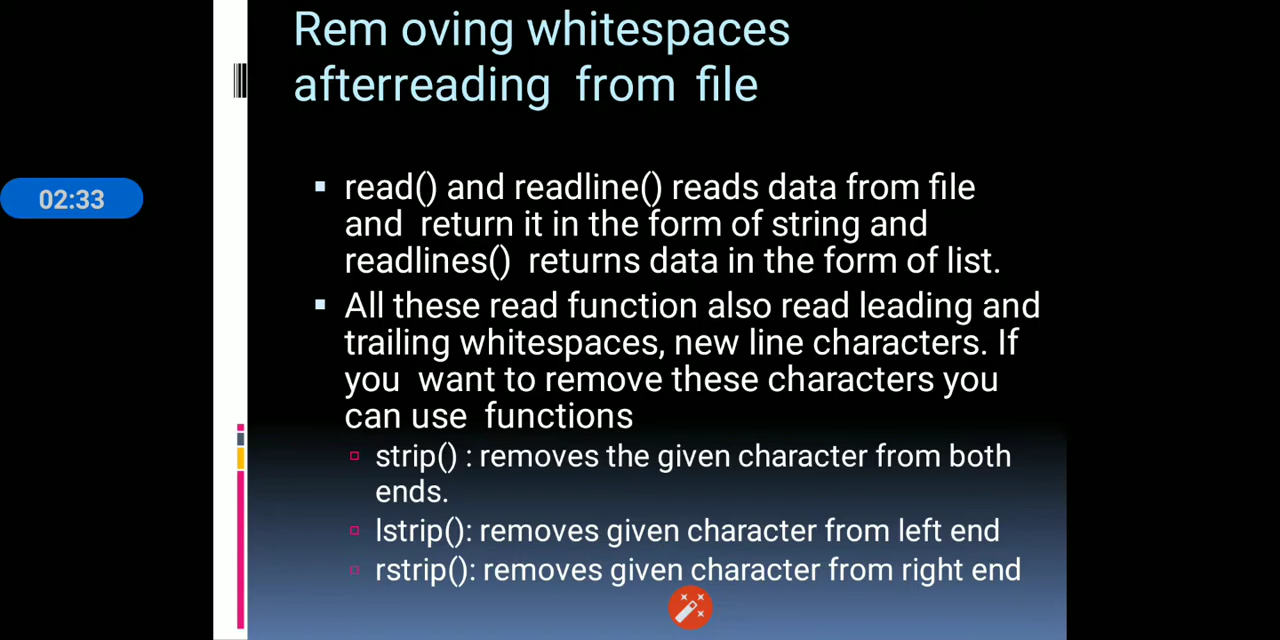 Rem oving whitespaces
afterreading from file
02:33
▪ read() and readline() reads data from file
and return it in the form of string and
readlines() returns data in the form of list.
▪ All these read function also read leading and
trailing whitespaces, new line characters. If
you want to remove these characters you
can use functions
▫ strip() : removes the given character from both
ends.
▫ lstrip(): removes given character from left end
▫ rstrip(): removes given character from right end